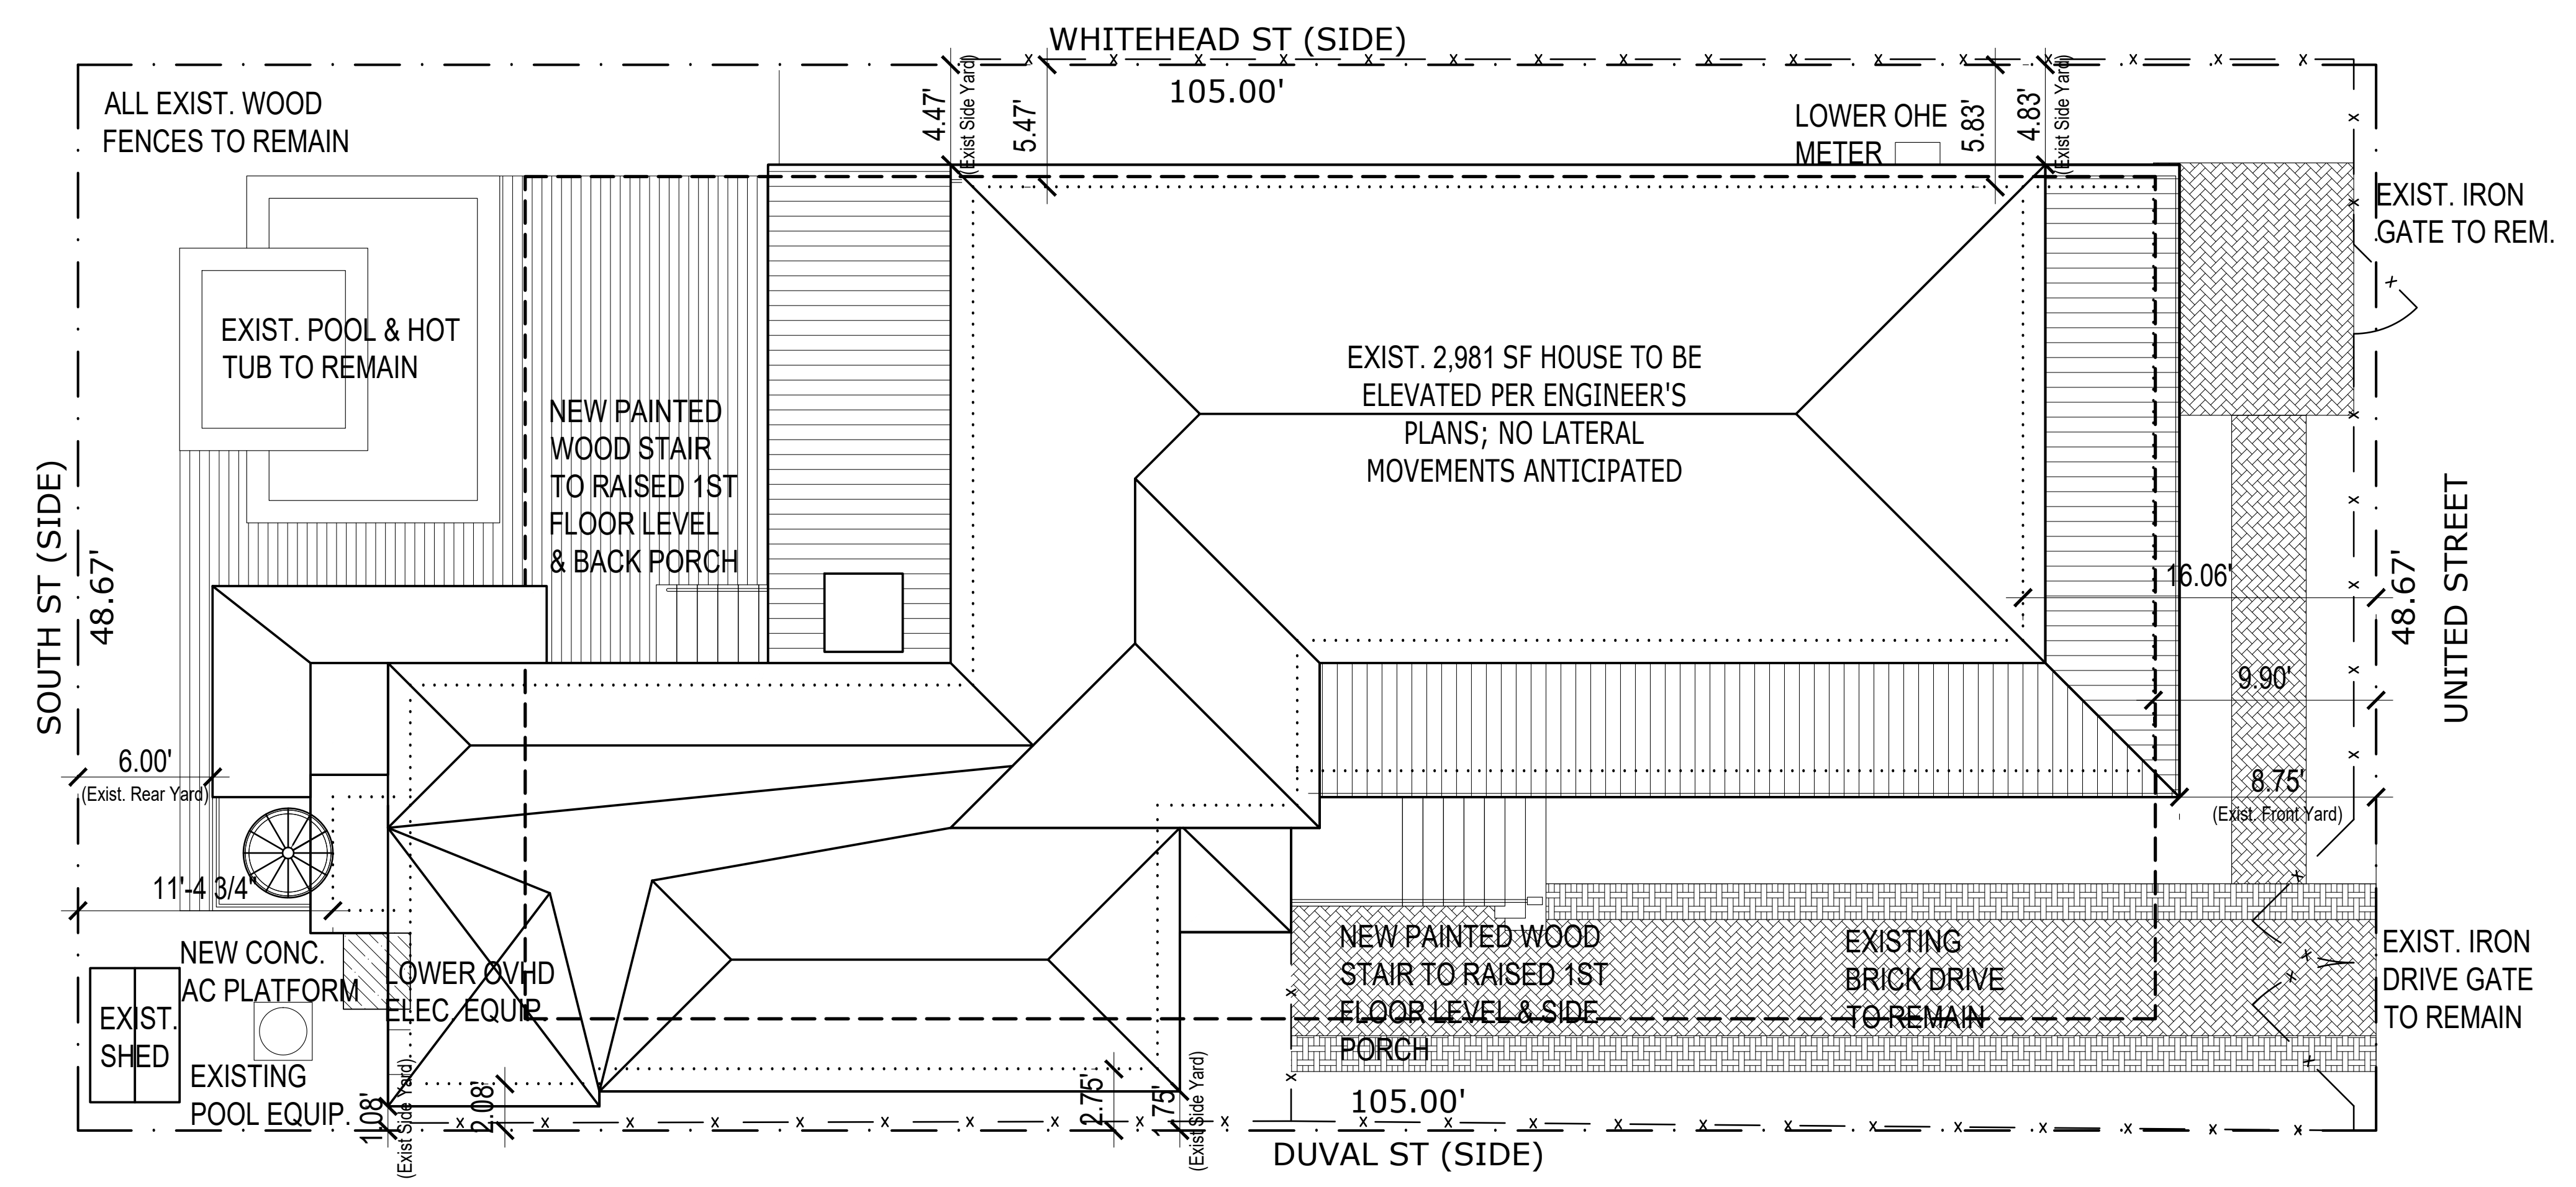 WHITEHEAD ST (SIDE)
105.00'
ALL EXIST. WOOD
FENCES TO REMAIN
4.47'
(Exist Side Yard)
5.47'
LOWER OHE
METER
5.83'
4.83'
(Exist Side Yard)
EXIST. IRON
GATE TO REM.
EXIST. POOL & HOT
TUB TO REMAIN
EXIST. 2,981 SF HOUSE TO BE
ELEVATED PER ENGINEER'S
PLANS; NO LATERAL
MOVEMENTS ANTICIPATED
NEW PAINTED
WOOD STAIR
TO RAISED 1ST
FLOOR LEVEL
& BACK PORCH
SOUTH ST (SIDE)
48.67'
16.06'
48.67'
UNITED STREET
9.90'
6.00'
(Exist. Rear Yard)
8.75'
(Exist. Front Yard)
11'-4 3/4"
NEW CONC.
AC PLATFORM
LOWER OVHD
ELEC. EQUIP.
NEW PAINTED WOOD
STAIR TO RAISED 1ST
FLOOR LEVEL & SIDE
PORCH
EXISTING
BRICK DRIVE
TO REMAIN
EXIST. IRON
DRIVE GATE
TO REMAIN
EXIST.
SHED
EXISTING
POOL EQUIP.
1.08'
(Exist Side Yard)
2.08'
2.75'
1.75'
(Exist Side Yard)
105.00'
DUVAL ST (SIDE)